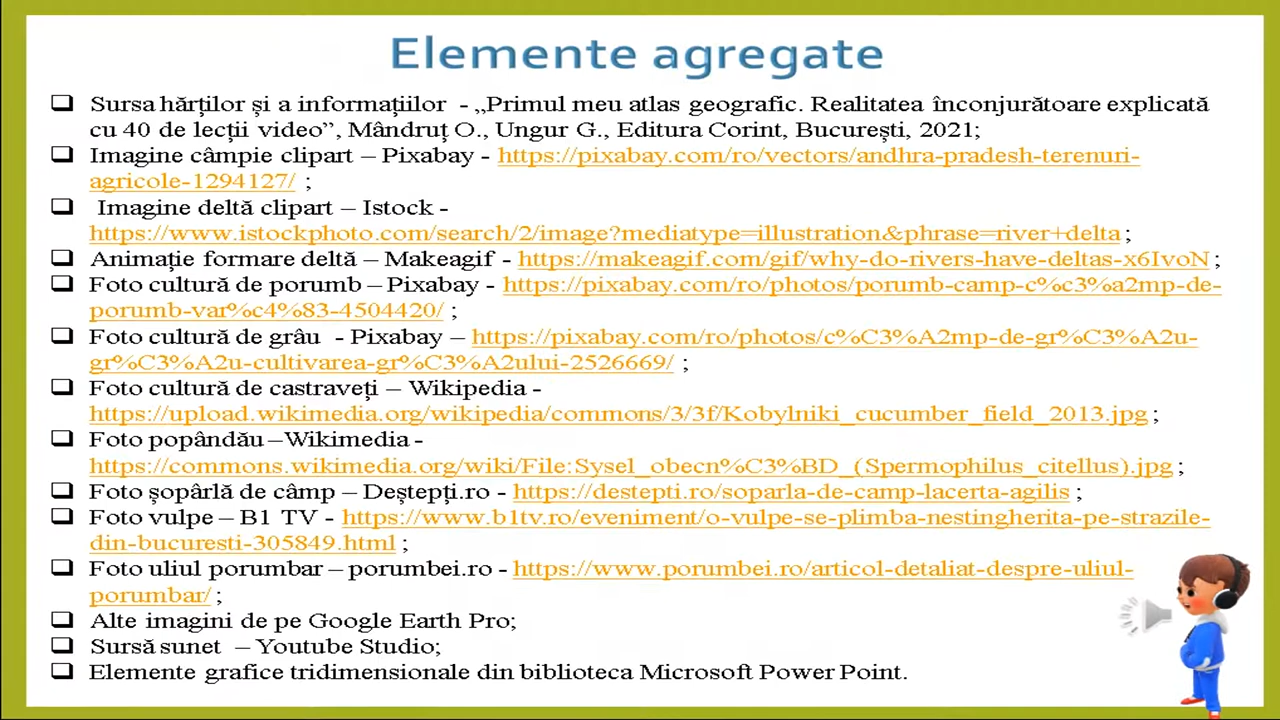 Elemente agregate
❑ Sursa hărților și a informațiilor - „Primul meu atlas geografic. Realitatea înconjurătoare explicată
cu 40 de lecții video”, Mândruț O., Ungur G., Editura Corint, București, 2021;
❑ Imagine câmpie clipart – Pixabay - https://pixabay.com/ro/vectors/andhra-pradesh-terenuri-
agricole-1294127/ ;
❑ Imagine deltă clipart – Istock -
https://www.istockphoto.com/search/2/image?mediatype=illustration&phrase=river+delta ;
❑ Animație formare deltă – Makeagif - https://makeagif.com/gif/why-do-rivers-have-deltas-x6IvoN ;
❑ Foto cultură de porumb – Pixabay - https://pixabay.com/ro/photos/porumb-camp-c%c3%a2mp-de-
porumb-var%c4%83-4504420/ ;
❑ Foto cultură de grâu - Pixabay – https://pixabay.com/ro/photos/c%C3%A2mp-de-gr%C3%A2u-
gr%C3%A2u-cultivarea-gr%C3%A2ului-2526669/ ;
❑ Foto cultură de castraveți – Wikipedia -
https://upload.wikimedia.org/wikipedia/commons/3/3f/Kobylniki_cucumber_field_2013.jpg ;
❑ Foto popândău –Wikimedia -
https://commons.wikimedia.org/wiki/File:Sysel_obecn%C3%BD_(Spermophilus_citellus).jpg ;
❑ Foto șopârlă de câmp – Deștepți.ro - https://destepti.ro/soparla-de-camp-lacerta-agilis ;
❑ Foto vulpe – B1 TV - https://www.b1tv.ro/eveniment/o-vulpe-se-plimba-nestingherita-pe-strazile-
din-bucuresti-305849.html ;
❑ Foto uliul porumbar – porumbei.ro - https://www.porumbei.ro/articol-detaliat-despre-uliul-
porumbar/ ;
❑ Alte imagini de pe Google Earth Pro;
❑ Sursă sunet – Youtube Studio;
❑ Elemente grafice tridimensionale din biblioteca Microsoft Power Point.